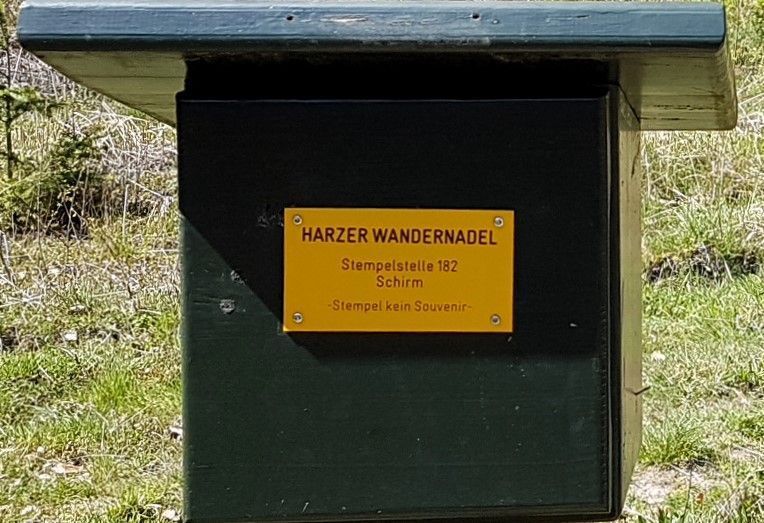 HARZER WANDERNADEL
Stempelstelle 182
Schirm
-Stempel kein Souvenir-